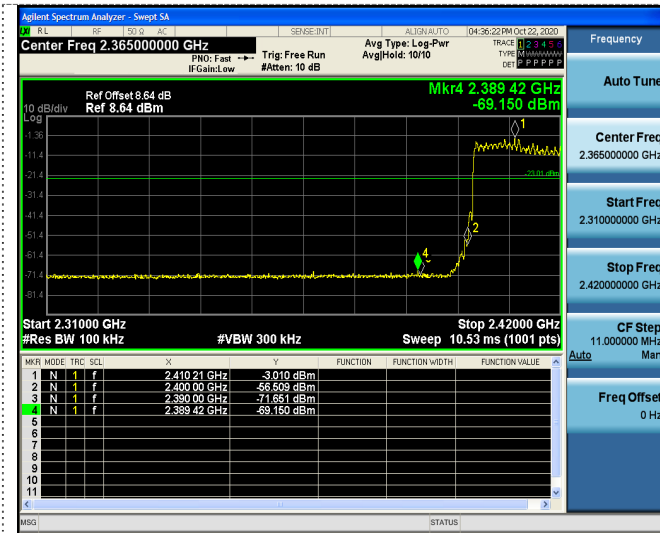 Agilent Spectrum Analyzer - Swept SA
LXI RL RF 50 Ω AC SENSE:INT ALIGNAUTO 04:36:22 PM Oct 22, 2020
Center Freq 2.365000000 GHz
PNO: Fast
IFGain:Low
Trig: Free Run
#Atten: 10 dB
Avg Type: Log-Pwr
Avg|Hold: 10/10
TRACE 1 2 3 4 5 6
TYPE M
DET P P P P P P
Ref Offset 8.64 dB
Ref 8.64 dBm
10 dB/div
Log
Mkr4 2.389 42 GHz
-69.150 dBm
-1.36
-11.4
-21.4
-31.4
-41.4
-51.4
-61.4
-71.4
-81.4
1
2
4
-23.01 dBm
Start 2.31000 GHz
Stop 2.42000 GHz
#Res BW 100 kHz #VBW 300 kHz Sweep 10.53 ms (1001 pts)
MKR MODE TRC SCL X Y FUNCTION FUNCTION WIDTH FUNCTION VALUE
1 N 1 f 2.410 21 GHz -3.010 dBm
2 N 1 f 2.400 00 GHz -56.509 dBm
3 N 1 f 2.390 00 GHz -71.651 dBm
4 N 1 f 2.389 42 GHz -69.150 dBm
5
6
7
8
9
10
11
MSG STATUS
Frequency
Auto Tune
Center Freq
2.365000000 GHz
Start Freq
2.310000000 GHz
Stop Freq
2.420000000 GHz
CF Step
11.000000 MHz
Auto Man
Freq Offset
0 Hz